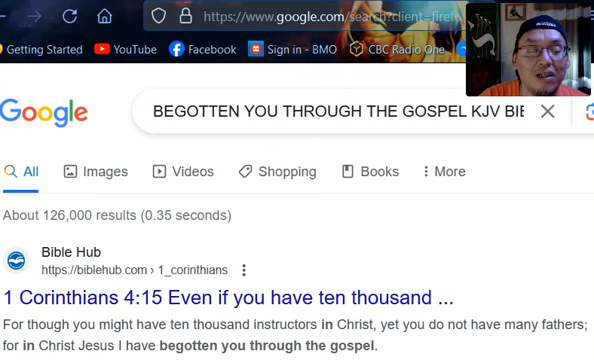 https://www.google.com/search?client=firef
Getting Started YouTube Facebook Sign in - BMO CBC Radio One
Google BEGOTTEN YOU THROUGH THE GOSPEL KJV BIB
All Images Videos Shopping Books More
About 126,000 results (0.35 seconds)
Bible Hub
https://biblehub.com › 1_corinthians
1 Corinthians 4:15 Even if you have ten thousand ...
For though you might have ten thousand instructors in Christ, yet you do not have many fathers;
for in Christ Jesus I have begotten you through the gospel.